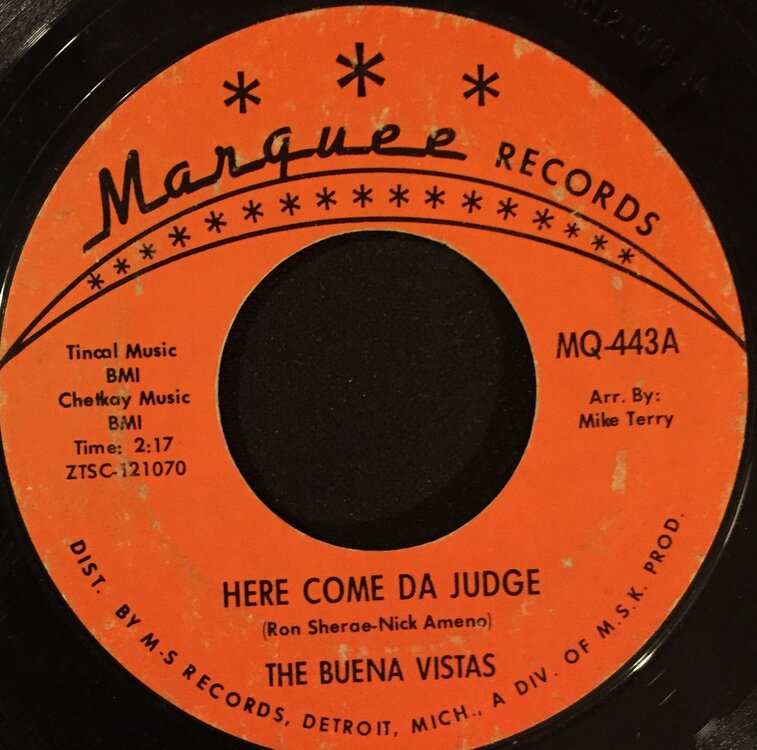 * * *
Marquee RECORDS
* * * * * * * * * * * * * * *
Tincal Music
BMI
Chetkay Music
BMI
Time: 2:17
ZTSC-121070
MQ-443A
Arr. By:
Mike Terry
HERE COME DA JUDGE
(Ron Sherae-Nick Ameno)
THE BUENA VISTAS
DIST. BY M-S RECORDS, DETROIT, MICH., A DIV. OF M.S.K. PROD.